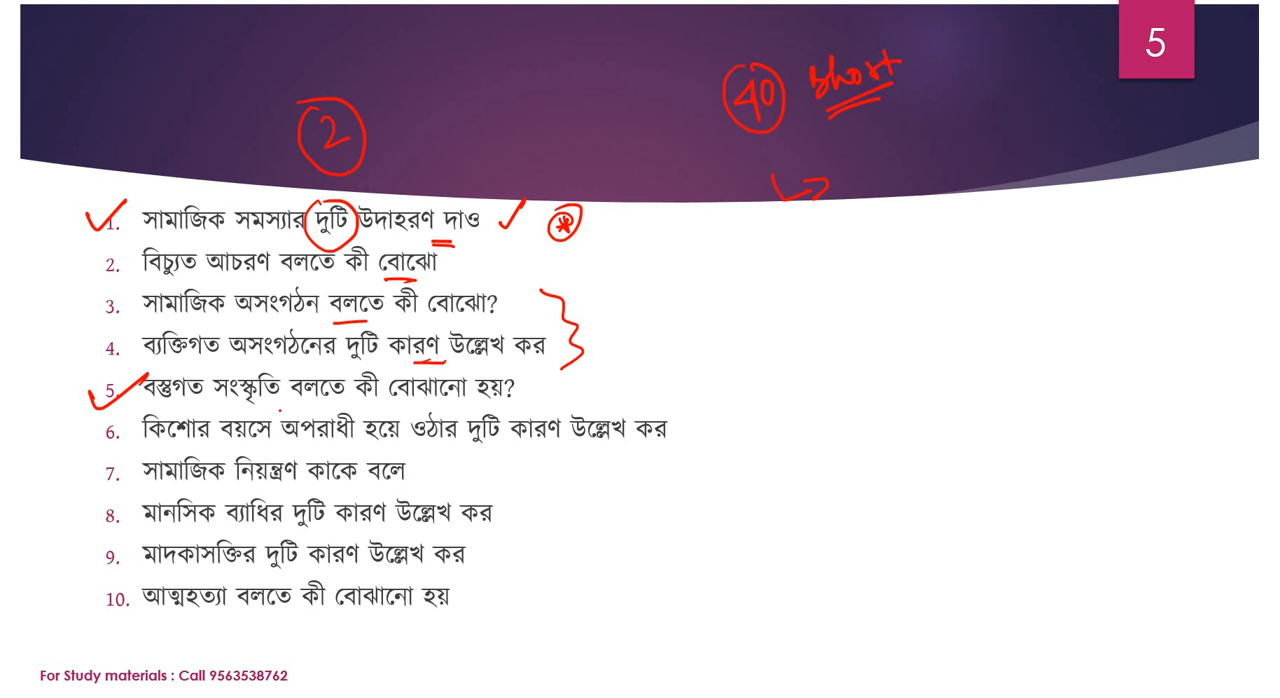 5
40 short
2
1. সামাজিক সমস্যার দুটি উদাহরণ দাও
2. বিচ্যুত আচরণ বলতে কী বোঝো
3. সামাজিক অসংগঠন বলতে কী বোঝো?
4. ব্যক্তিগত অসংগঠনের দুটি কারণ উল্লেখ কর
5. বস্তুগত সংস্কৃতি বলতে কী বোঝানো হয়?
6. কিশোর বয়সে অপরাধী হয়ে ওঠার দুটি কারণ উল্লেখ কর
7. সামাজিক নিয়ন্ত্রণ কাকে বলে
8. মানসিক ব্যাধির দুটি কারণ উল্লেখ কর
9. মাদকাসক্তির দুটি কারণ উল্লেখ কর
10. আত্মহত্যা বলতে কী বোঝানো হয়
For Study materials : Call 9563538762